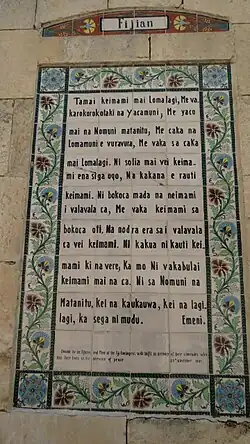 Fijian
Tamai keimami mai lomalagi, Me va
karokorokotaki na Yacamuni, Me yaco
mai na Nomuni matanitu, Me caka na
Lomamuni e vuravura, Me vaka sa caka
mai Lomalagi. Ni solia mai vei keima.
mi ena siga oqo, Na kakana e rauti
keimami. Ni bokoca mada na neimami
i valavala ca, Me vaka keimami sa
bokoca oti, Na nodra era sa i valavala
ca vei keimami. Ni kakua ni kauti kei.
mami ki na vere, Ka mo Ni vakabulai
keimami mai na ca. Ni sa Nomuni na
Matanitu, Kei na kaukauwa, kei na lagi.
lagi, ka sega ni mudu. Emeni.